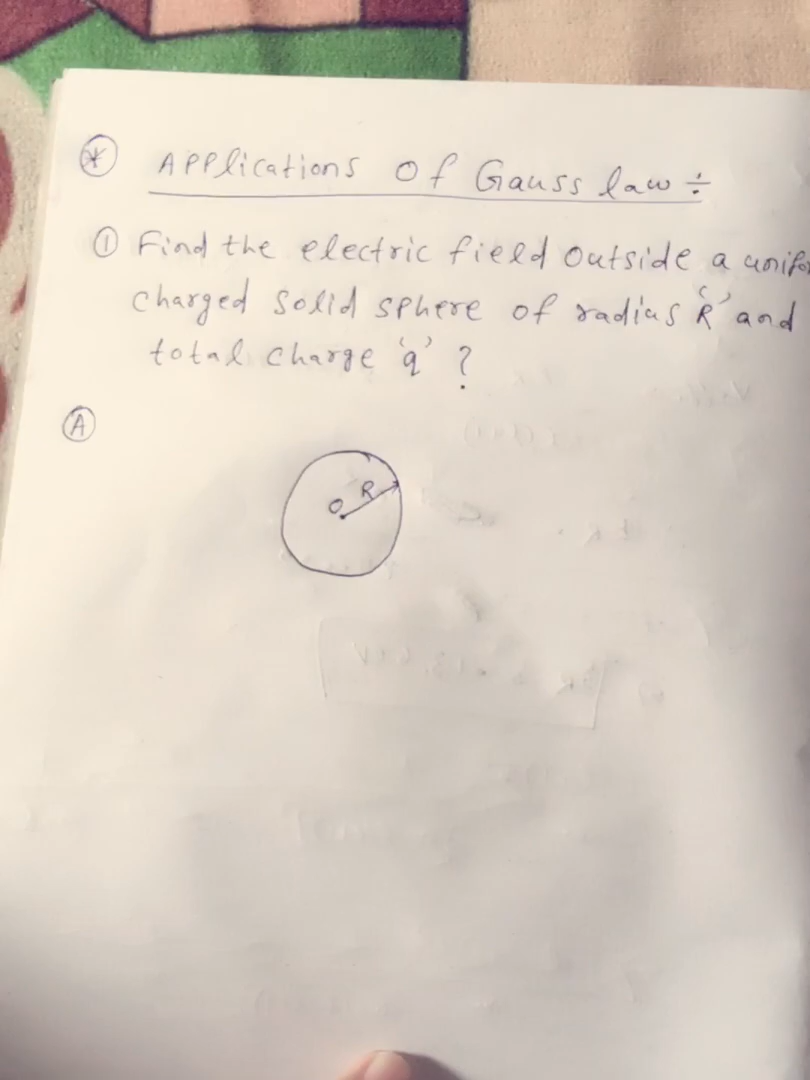 * Applications of Gauss law ÷
① Find the electric field outside a
charged solid sphere of radius 'R' and
total charge 'q' ?
Ⓐ
O R